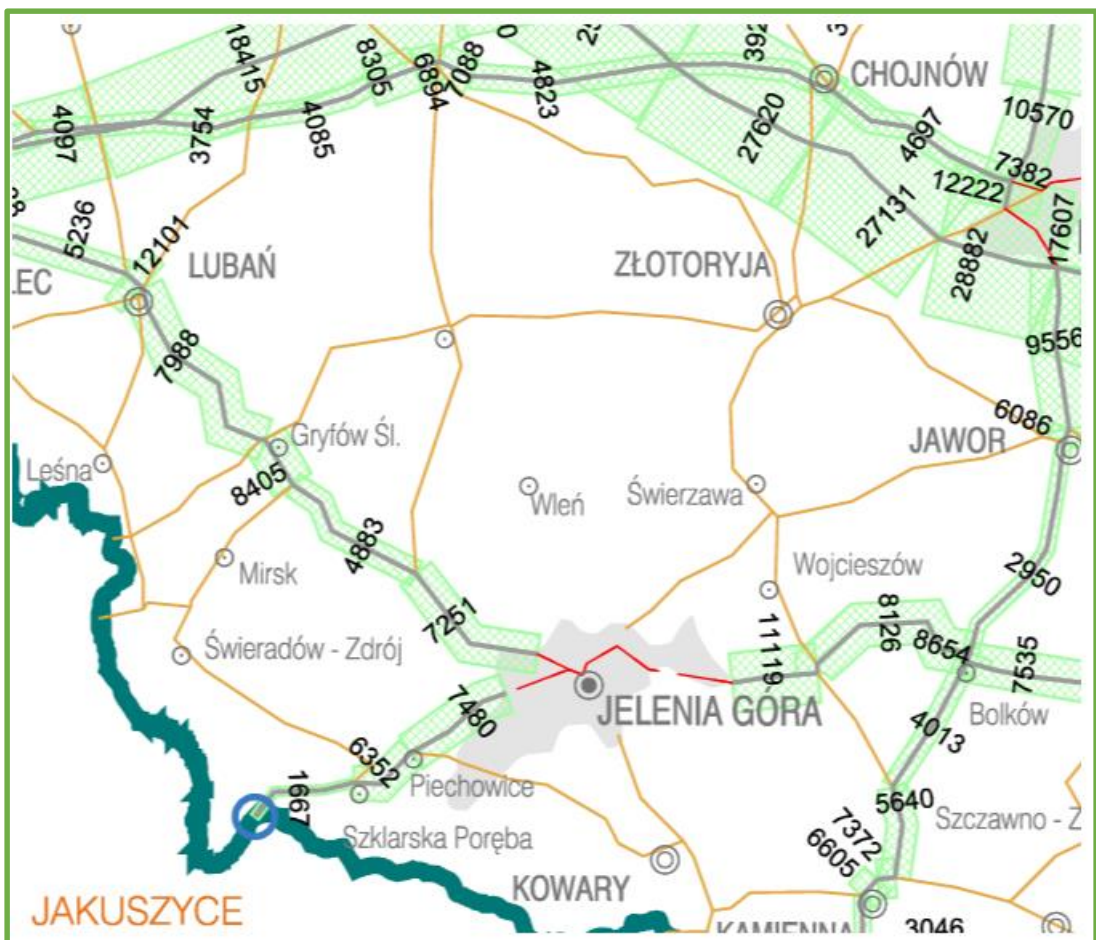 18415
8305
6894
7088
4823
CHOJNÓW
4097
3754
4085
27620
4697
10570
7382
12222
5236
12101
LUBAŃ
ZŁOTORYJA
27131
28882
17607
LEC
7988
9556
Gryfów Śl.
6086
JAWOR
Leśna
8405
Wleń
Świerzawa
4883
Mirsk
Wojcieszów
2950
7251
11119
8126
8654
7535
Świeradów - Zdrój
7480
JELENIA GÓRA
Bolków
4013
6352
Piechowice
1667
5640
Szklarska Poręba
7372
6605
Szczawno - Z
KOWARY
JAKUSZYCE
KAMIENNA
3046